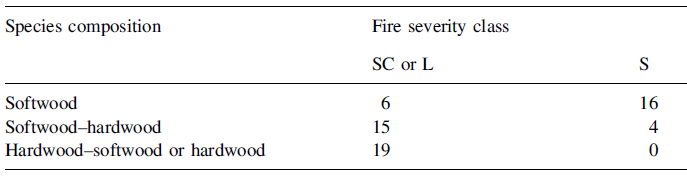 Species composition Fire severity class
SC or L S
Softwood 6 16
Softwood–hardwood 15 4
Hardwood–softwood or hardwood 19 0